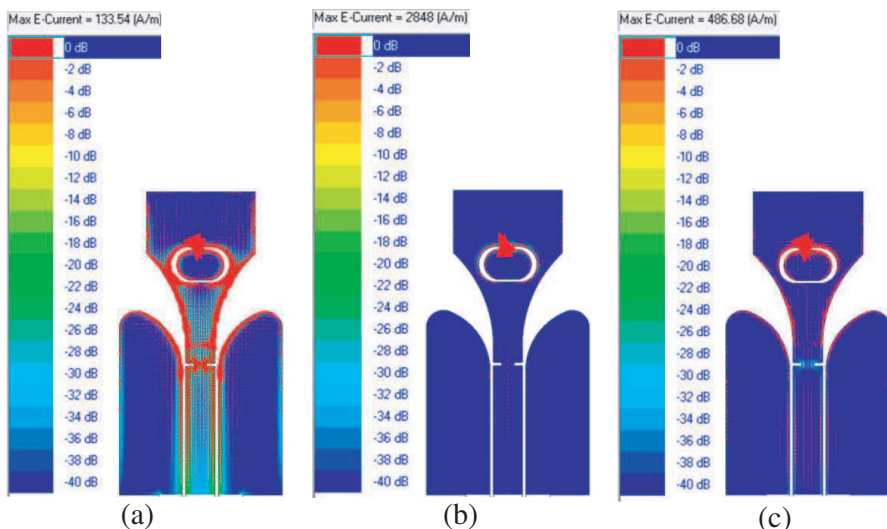 Max E-Current = 133.54 (A/m)
0 dB
-2 dB
-4 dB
-6 dB
-8 dB
-10 dB
-12 dB
-14 dB
-16 dB
-18 dB
-20 dB
-22 dB
-24 dB
-26 dB
-28 dB
-30 dB
-32 dB
-34 dB
-36 dB
-38 dB
-40 dB
(a)
Max E-Current = 2848 (A/m)
0 dB
-2 dB
-4 dB
-6 dB
-8 dB
-10 dB
-12 dB
-14 dB
-16 dB
-18 dB
-20 dB
-22 dB
-24 dB
-26 dB
-28 dB
-30 dB
-32 dB
-34 dB
-36 dB
-38 dB
-40 dB
(b)
Max E-Current = 486.68 (A/m)
0 dB
-2 dB
-4 dB
-6 dB
-8 dB
-10 dB
-12 dB
-14 dB
-16 dB
-18 dB
-20 dB
-22 dB
-24 dB
-26 dB
-28 dB
-30 dB
-32 dB
-34 dB
-36 dB
-38 dB
-40 dB
(c)